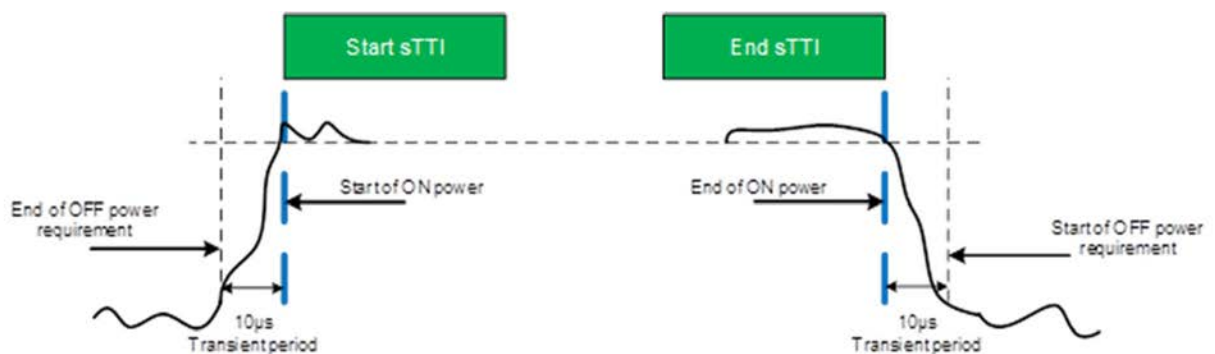 Start sTTI
End sTTI
Start of ON power
End of ON power
End of OFF power
requirement
Start of OFF power
requirement
10µs
Transient period
10µs
Transient period